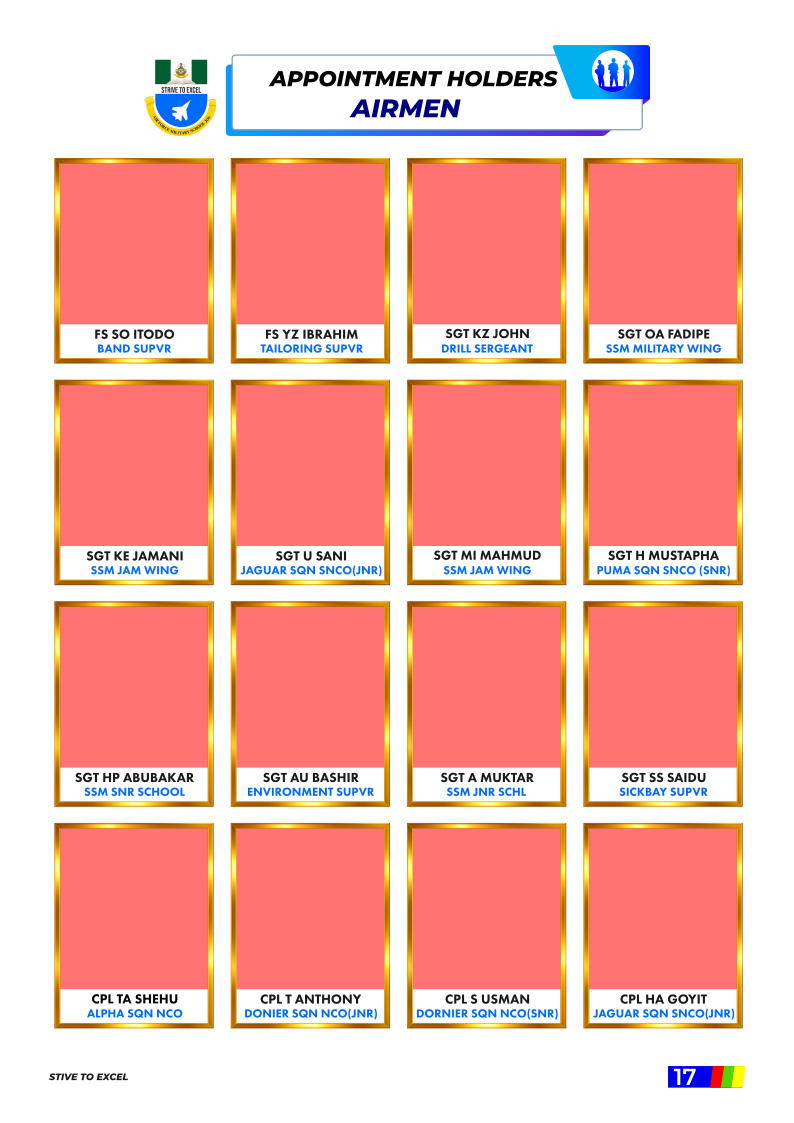 STRIVE TO EXCEL
AIR FORCE MILITARY SCHOOL JOS
APPOINTMENT HOLDERS
AIRMEN
FS SO ITODO
BAND SUPVR
FS YZ IBRAHIM
TAILORING SUPVR
SGT KZ JOHN
DRILL SERGEANT
SGT OA FADIPE
SSM MILITARY WING
SGT KE JAMANI
SSM JAM WING
SGT U SANI
JAGUAR SQN SNCO(JNR)
SGT MI MAHMUD
SSM JAM WING
SGT H MUSTAPHA
PUMA SQN SNCO (SNR)
SGT HP ABUBAKAR
SSM SNR SCHOOL
SGT AU BASHIR
ENVIRONMENT SUPVR
SGT A MUKTAR
SSM JNR SCHL
SGT SS SAIDU
SICKBAY SUPVR
CPL TA SHEHU
ALPHA SQN NCO
CPL T ANTHONY
DONIER SQN NCO(JNR)
CPL S USMAN
DORNIER SQN NCO(SNR)
CPL HA GOYIT
JAGUAR SQN SNCO(JNR)
STIVE TO EXCEL
17